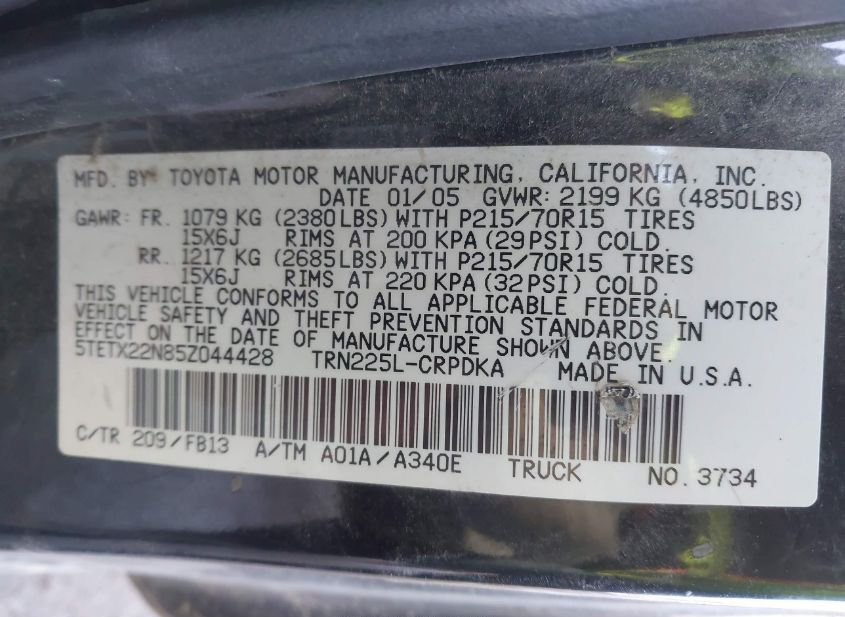 MFD. BY TOYOTA MOTOR MANUFACTURING, CALIFORNIA, INC.
DATE 01/05 GVWR: 2199 KG (4850LBS)
GAWR: FR. 1079 KG (2380LBS) WITH P215/70R15 TIRES
15X6J RIMS AT 200 KPA (29PSI) COLD.
RR. 1217 KG (2685LBS) WITH P215/70R15 TIRES
15X6J RIMS AT 220 KPA (32PSI) COLD.
THIS VEHICLE CONFORMS TO ALL APPLICABLE FEDERAL MOTOR
VEHICLE SAFETY AND THEFT PREVENTION STANDARDS IN
EFFECT ON THE DATE OF MANUFACTURE SHOWN ABOVE.
5TETX22N85Z044428 TRN225L-CRPDKA MADE IN U.S.A.
C/TR 209/FB13 A/TM A01A/A340E TRUCK NO. 3734